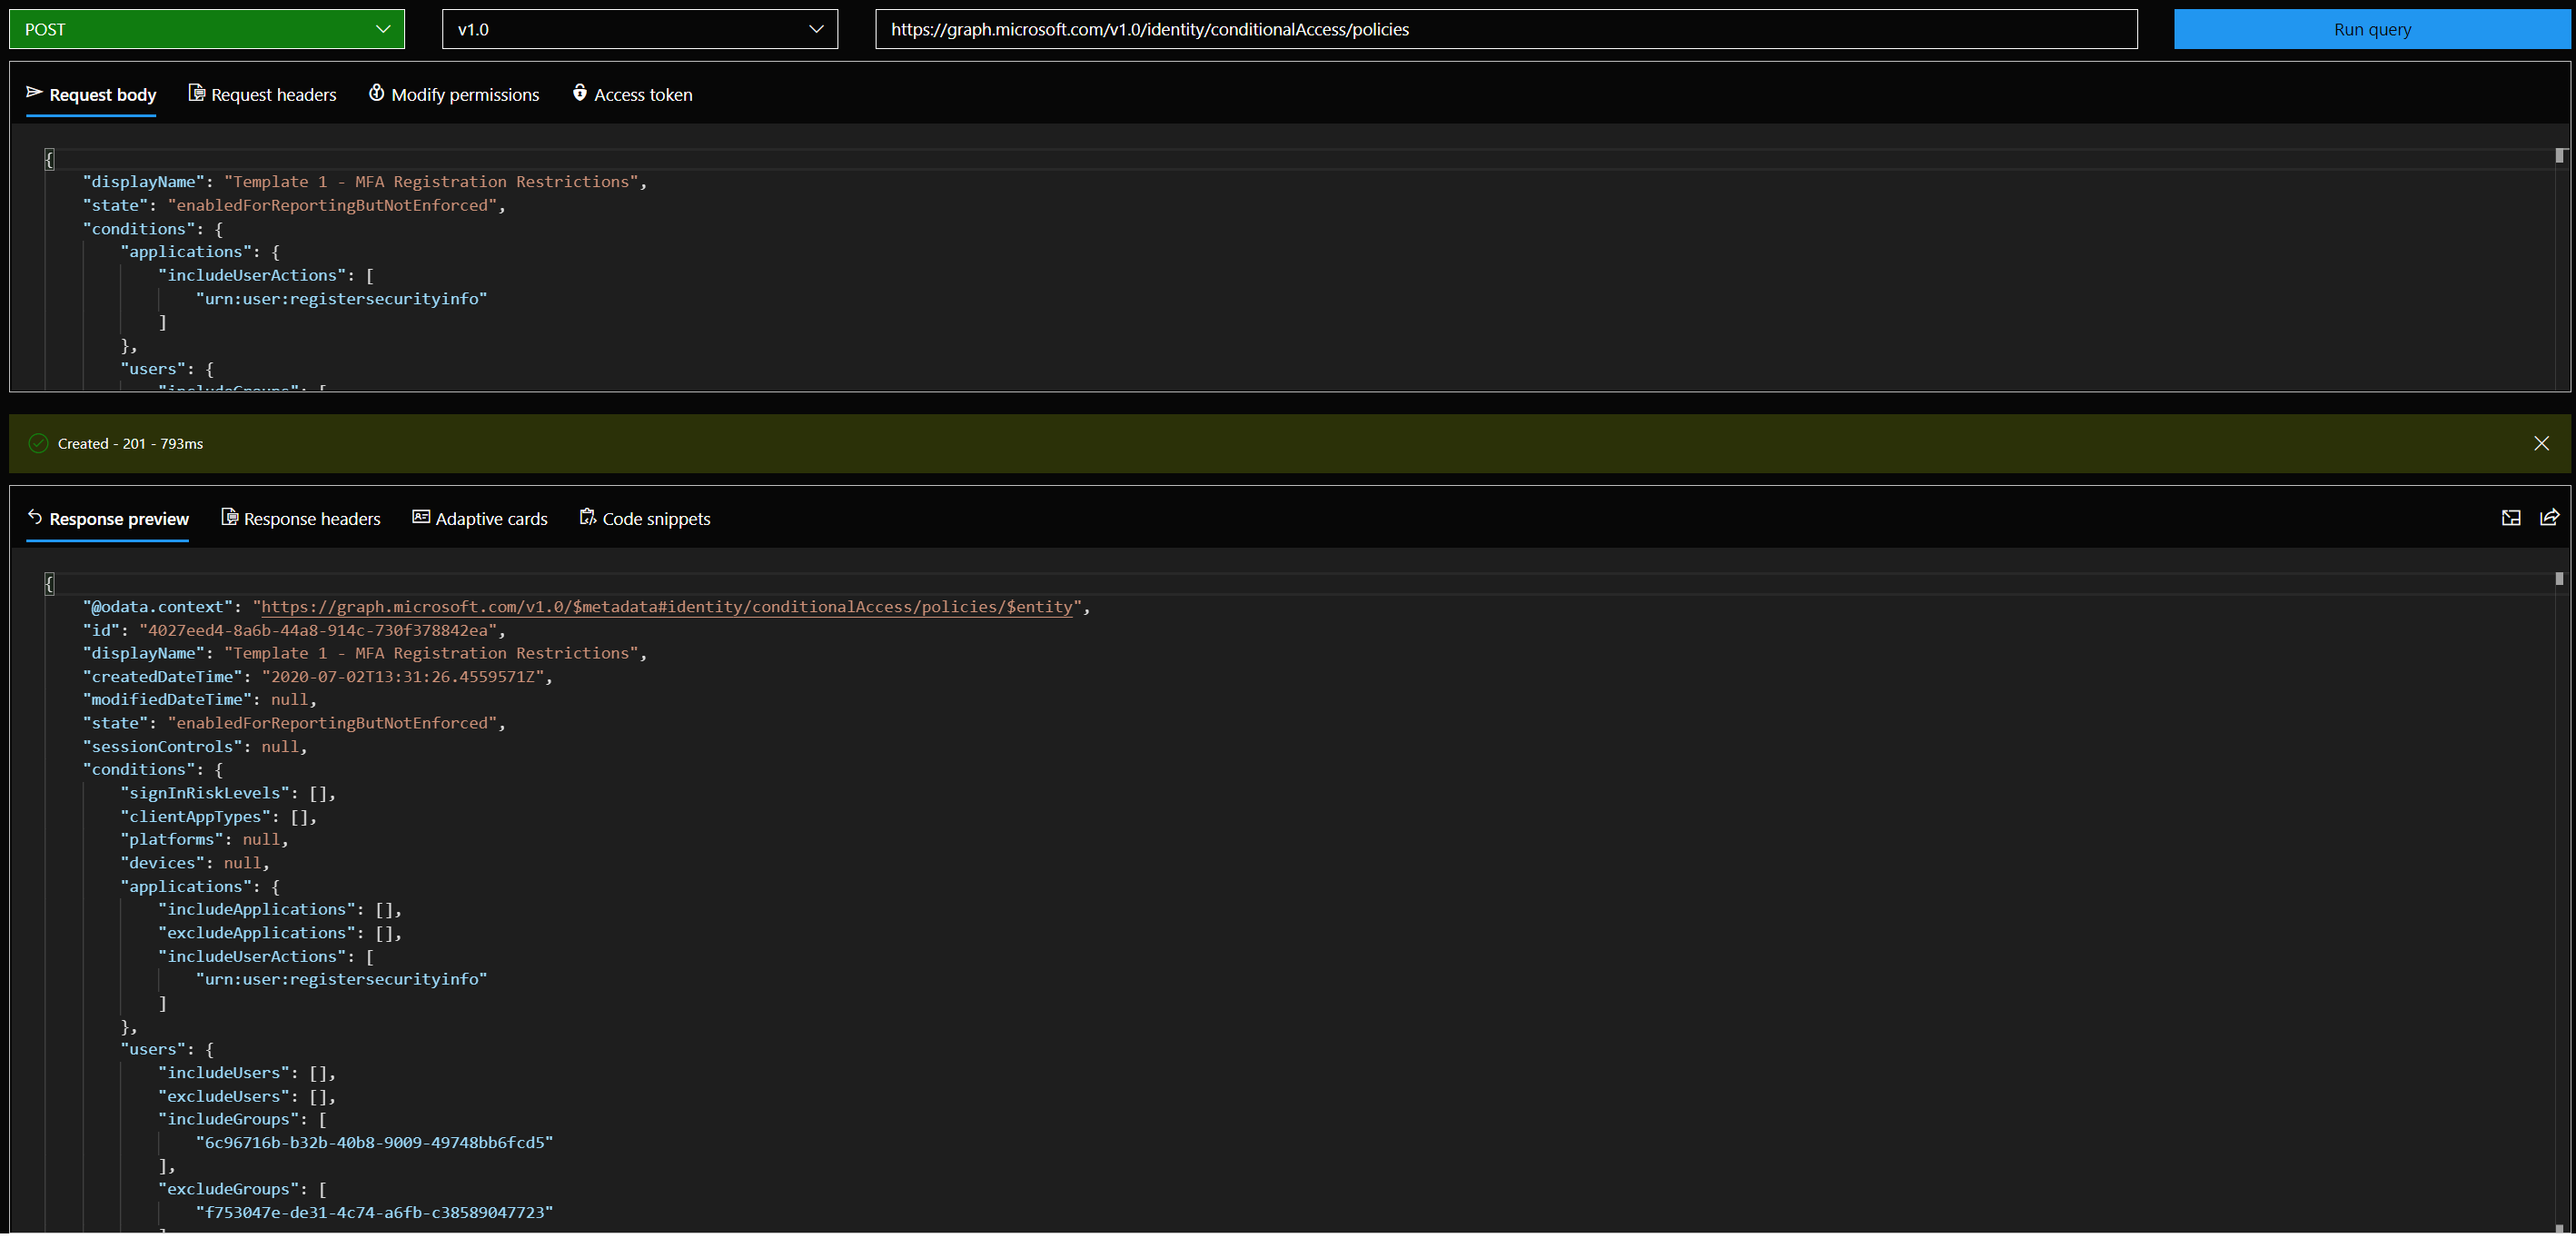 POST v1.0 https://graph.microsoft.com/v1.0/identity/conditionalAccess/policies Run query
Request body Request headers Modify permissions Access token
{
"displayName": "Template 1 - MFA Registration Restrictions",
"state": "enabledForReportingButNotEnforced",
"conditions": {
"applications": {
"includeUserActions": [
"urn:user:registersecurityinfo"
]
},
"users": {
"includeGroups": [
Created - 201 - 793ms
Response preview Response headers Adaptive cards Code snippets
{
"@odata.context": "https://graph.microsoft.com/v1.0/$metadata#identity/conditionalAccess/policies/$entity",
"id": "4027eed4-8a6b-44a8-914c-730f378842ea",
"displayName": "Template 1 - MFA Registration Restrictions",
"createdDateTime": "2020-07-02T13:31:26.4559571Z",
"modifiedDateTime": null,
"state": "enabledForReportingButNotEnforced",
"sessionControls": null,
"conditions": {
"signInRiskLevels": [],
"clientAppTypes": [],
"platforms": null,
"devices": null,
"applications": {
"includeApplications": [],
"excludeApplications": [],
"includeUserActions": [
"urn:user:registersecurityinfo"
]
},
"users": {
"includeUsers": [],
"excludeUsers": [],
"includeGroups": [
"6c96716b-b32b-40b8-9009-49748bb6fcd5"
],
"excludeGroups": [
"f753047e-de31-4c74-a6fb-c38589047723"